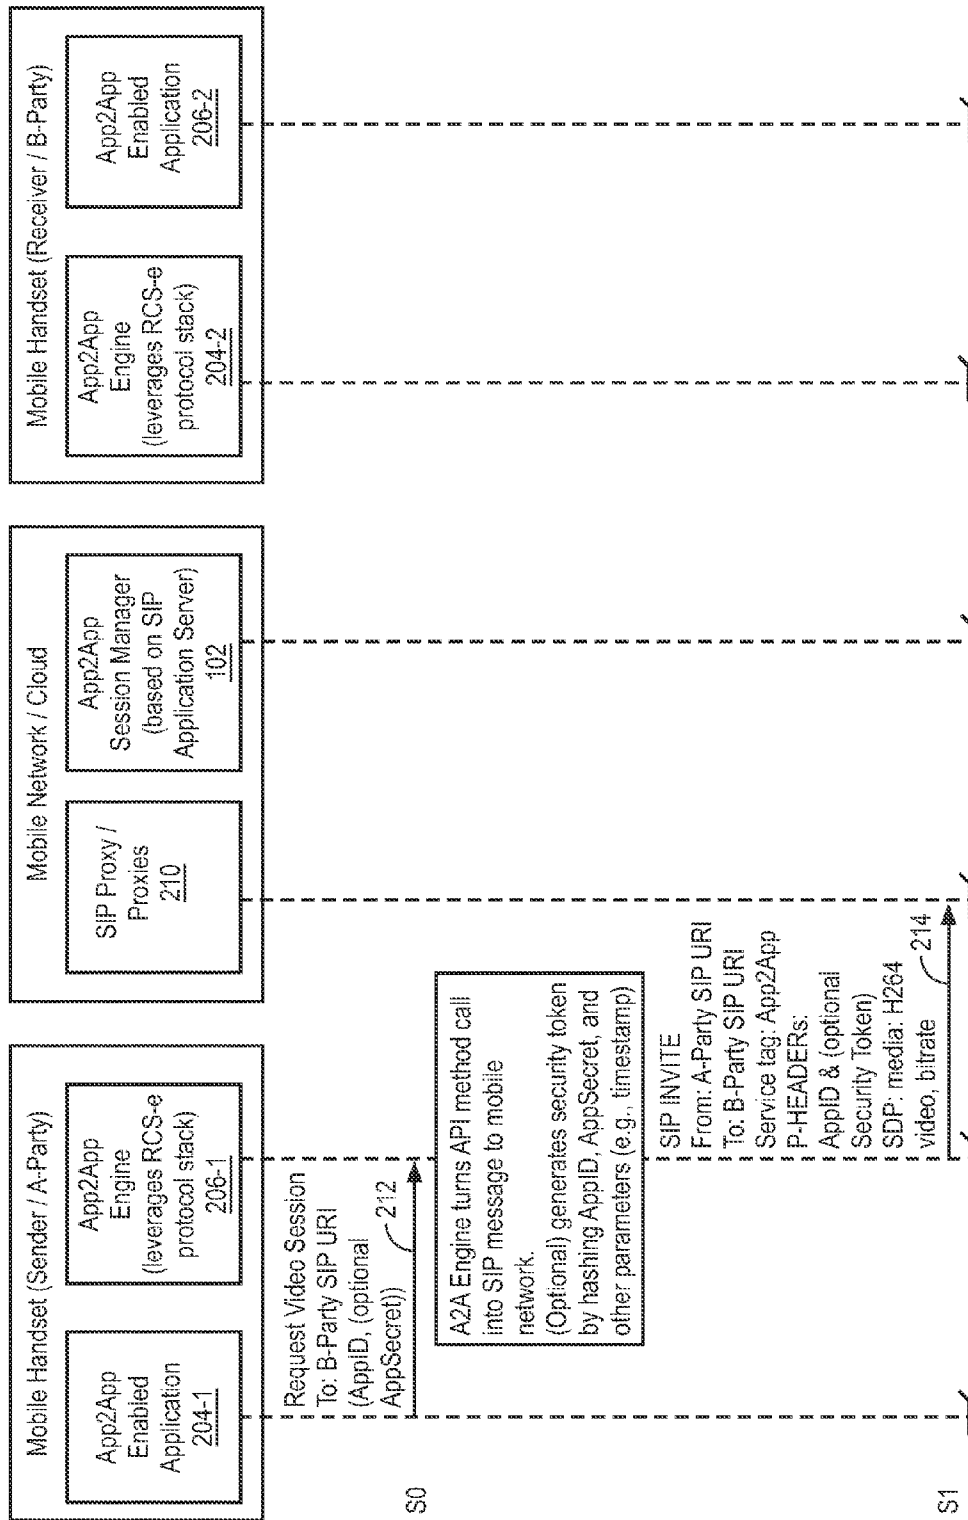 Mobile Handset (Sender / A-Party)
App2App
Enabled
Application
204-1
App2App
Engine
(leverages RCS-e
protocol stack)
206-1
Mobile Network / Cloud
SIP Proxy /
Proxies
210
App2App
Session Manager
(based on SIP
Application Server)
102
Mobile Handset (Receiver / B-Party)
App2App
Engine
(leverages RCS-e
protocol stack)
204-2
App2App
Enabled
Application
206-2
S0
Request Video Session
To: B-Party SIP URI
(AppID, (optional
AppSecret))
212
A2A Engine turns API method call
into SIP message to mobile
network.
(Optional) generates security token
by hashing AppID, AppSecret, and
other parameters (e.g., timestamp)
S1
SIP INVITE
From: A-Party SIP URI
To: B-Party SIP URI
Service tag: App2App
P-HEADERs:
AppID & (optional
Security Token)
SDP: media: H264
video, bitrate
214